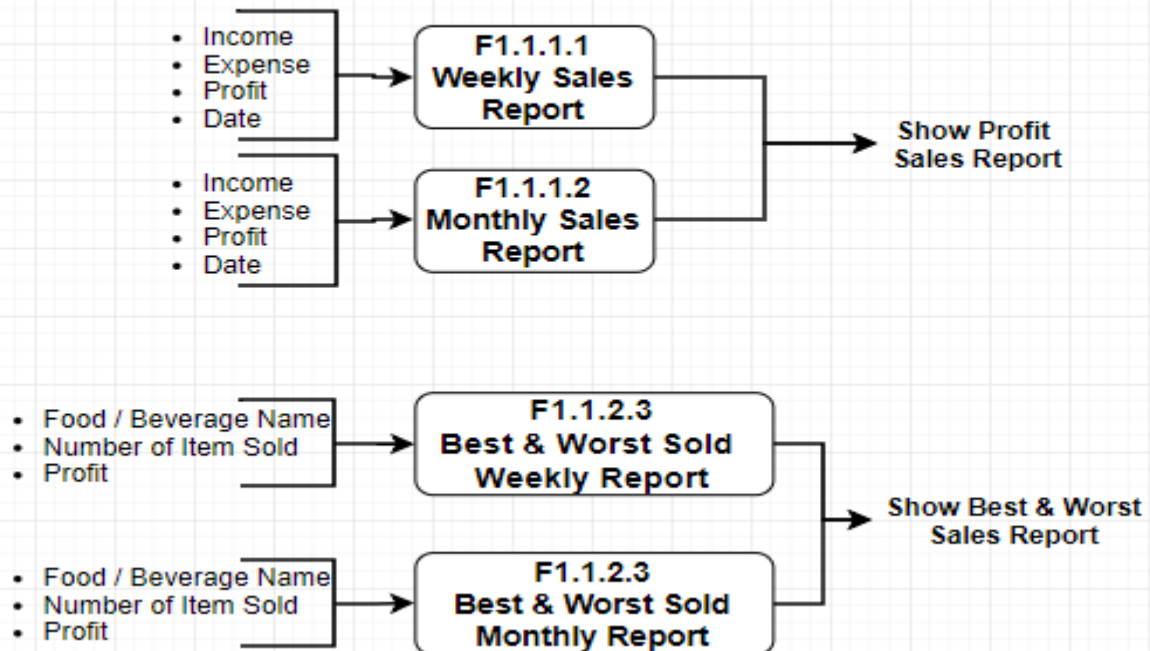 • Income
• Expense
• Profit
• Date
F1.1.1.1
Weekly Sales
Report
• Income
• Expense
• Profit
• Date
F1.1.1.2
Monthly Sales
Report
Show Profit
Sales Report
• Food / Beverage Name
• Number of Item Sold
• Profit
F1.1.2.3
Best & Worst Sold
Weekly Report
• Food / Beverage Name
• Number of Item Sold
• Profit
F1.1.2.3
Best & Worst Sold
Monthly Report
Show Best & Worst
Sales Report